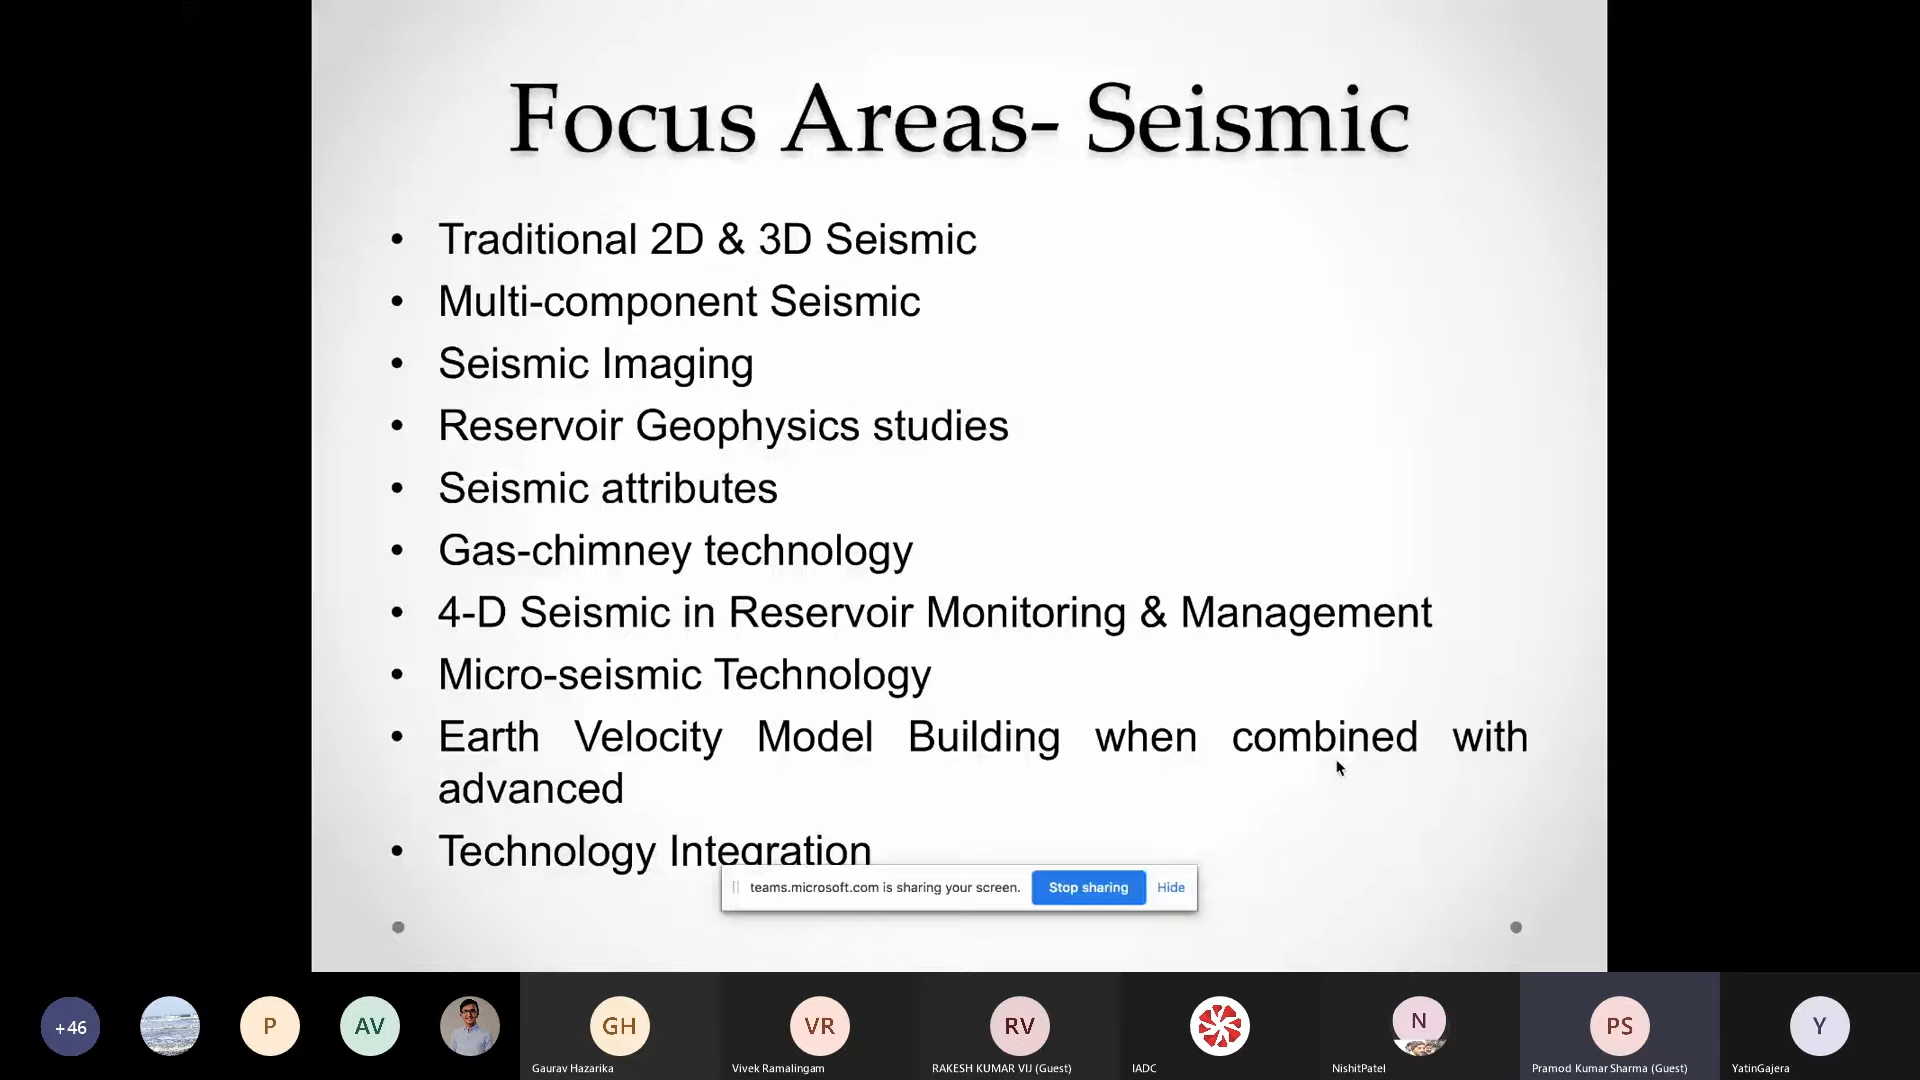 Focus Areas- Seismic
• Traditional 2D & 3D Seismic
• Multi-component Seismic
• Seismic Imaging
• Reservoir Geophysics studies
• Seismic attributes
• Gas-chimney technology
• 4-D Seismic in Reservoir Monitoring & Management
• Micro-seismic Technology
• Earth Velocity Model Building when combined with
advanced
• Technology Integration
teams.microsoft.com is sharing your screen. Stop sharing Hide
+46 P AV GH VR RV N PS Y
Gaurav Hazarika Vivek Ramalingam RAKESH KUMAR VIJ (Guest) IADC NishitPatel Pramod Kumar Sharma (Guest) YatinGajera